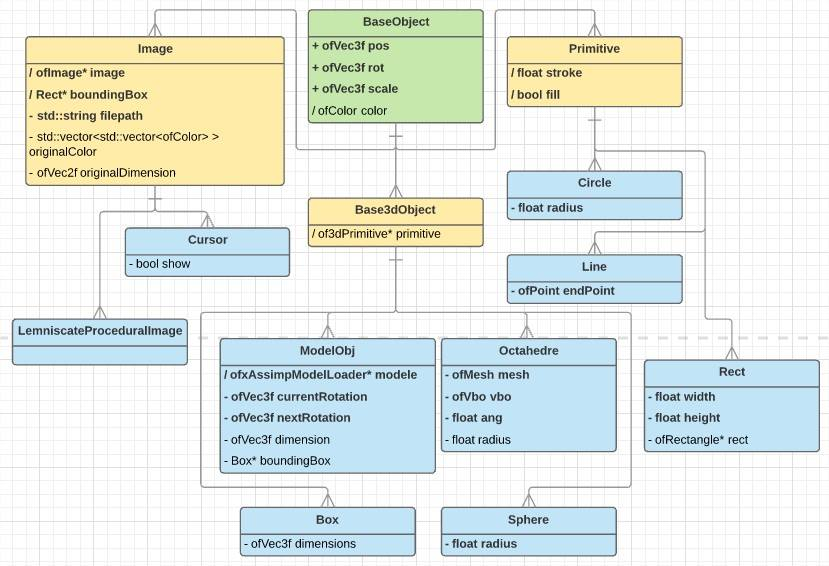 BaseObject
+ ofVec3f pos
+ ofVec3f rot
+ ofVec3f scale
/ ofColor color
Image
/ ofImage* image
/ Rect* boundingBox
- std::string filepath
- std::vector<std::vector<ofColor> >
originalColor
- ofVec2f originalDimension
Primitive
/ float stroke
/ bool fill
Circle
- float radius
Base3dObject
/ of3dPrimitive* primitive
Cursor
- bool show
Line
- ofPoint endPoint
LemniscateProceduralImage
ModelObj
/ ofxAssimpModelLoader* modele
- ofVec3f currentRotation
- ofVec3f nextRotation
- ofVec3f dimension
- Box* boundingBox
Octahedre
- ofMesh mesh
- ofVbo vbo
- float ang
- float radius
Rect
- float width
- float height
- ofRectangle* rect
Box
- ofVec3f dimensions
Sphere
- float radius